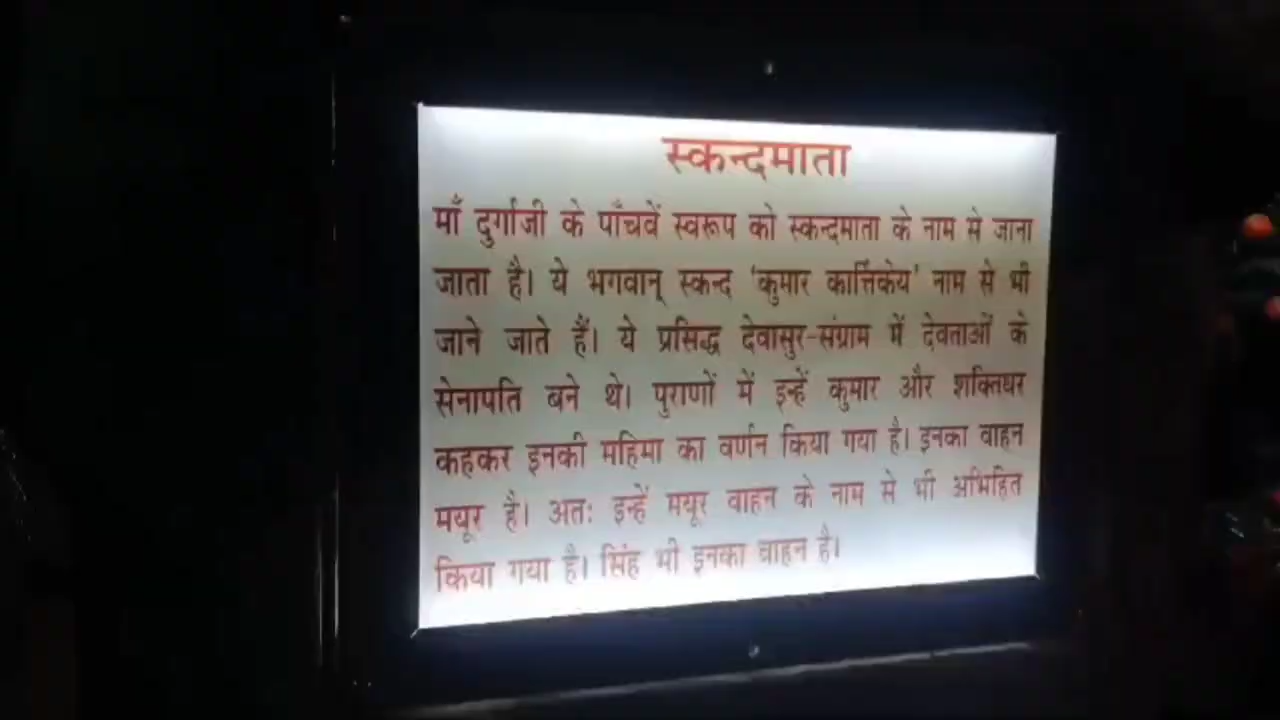 स्कन्दमाता
माँ दुर्गाजी के पाँचवें स्वरूप को स्कन्दमाता के नाम से जाना
जाता है। ये भगवान् स्कन्द 'कुमार कार्त्तिकेय' नाम से भी
जाने जाते हैं। ये प्रसिद्ध देवासुर-संग्राम में देवताओं के
सेनापति बने थे। पुराणों में इन्हें कुमार और शक्तिधर
कहकर इनकी महिमा का वर्णन किया गया है। इनका वाहन
मयूर है। अतः इन्हें मयूर वाहन के नाम से भी अभिहित
किया गया है। सिंह भी इनका वाहन है।